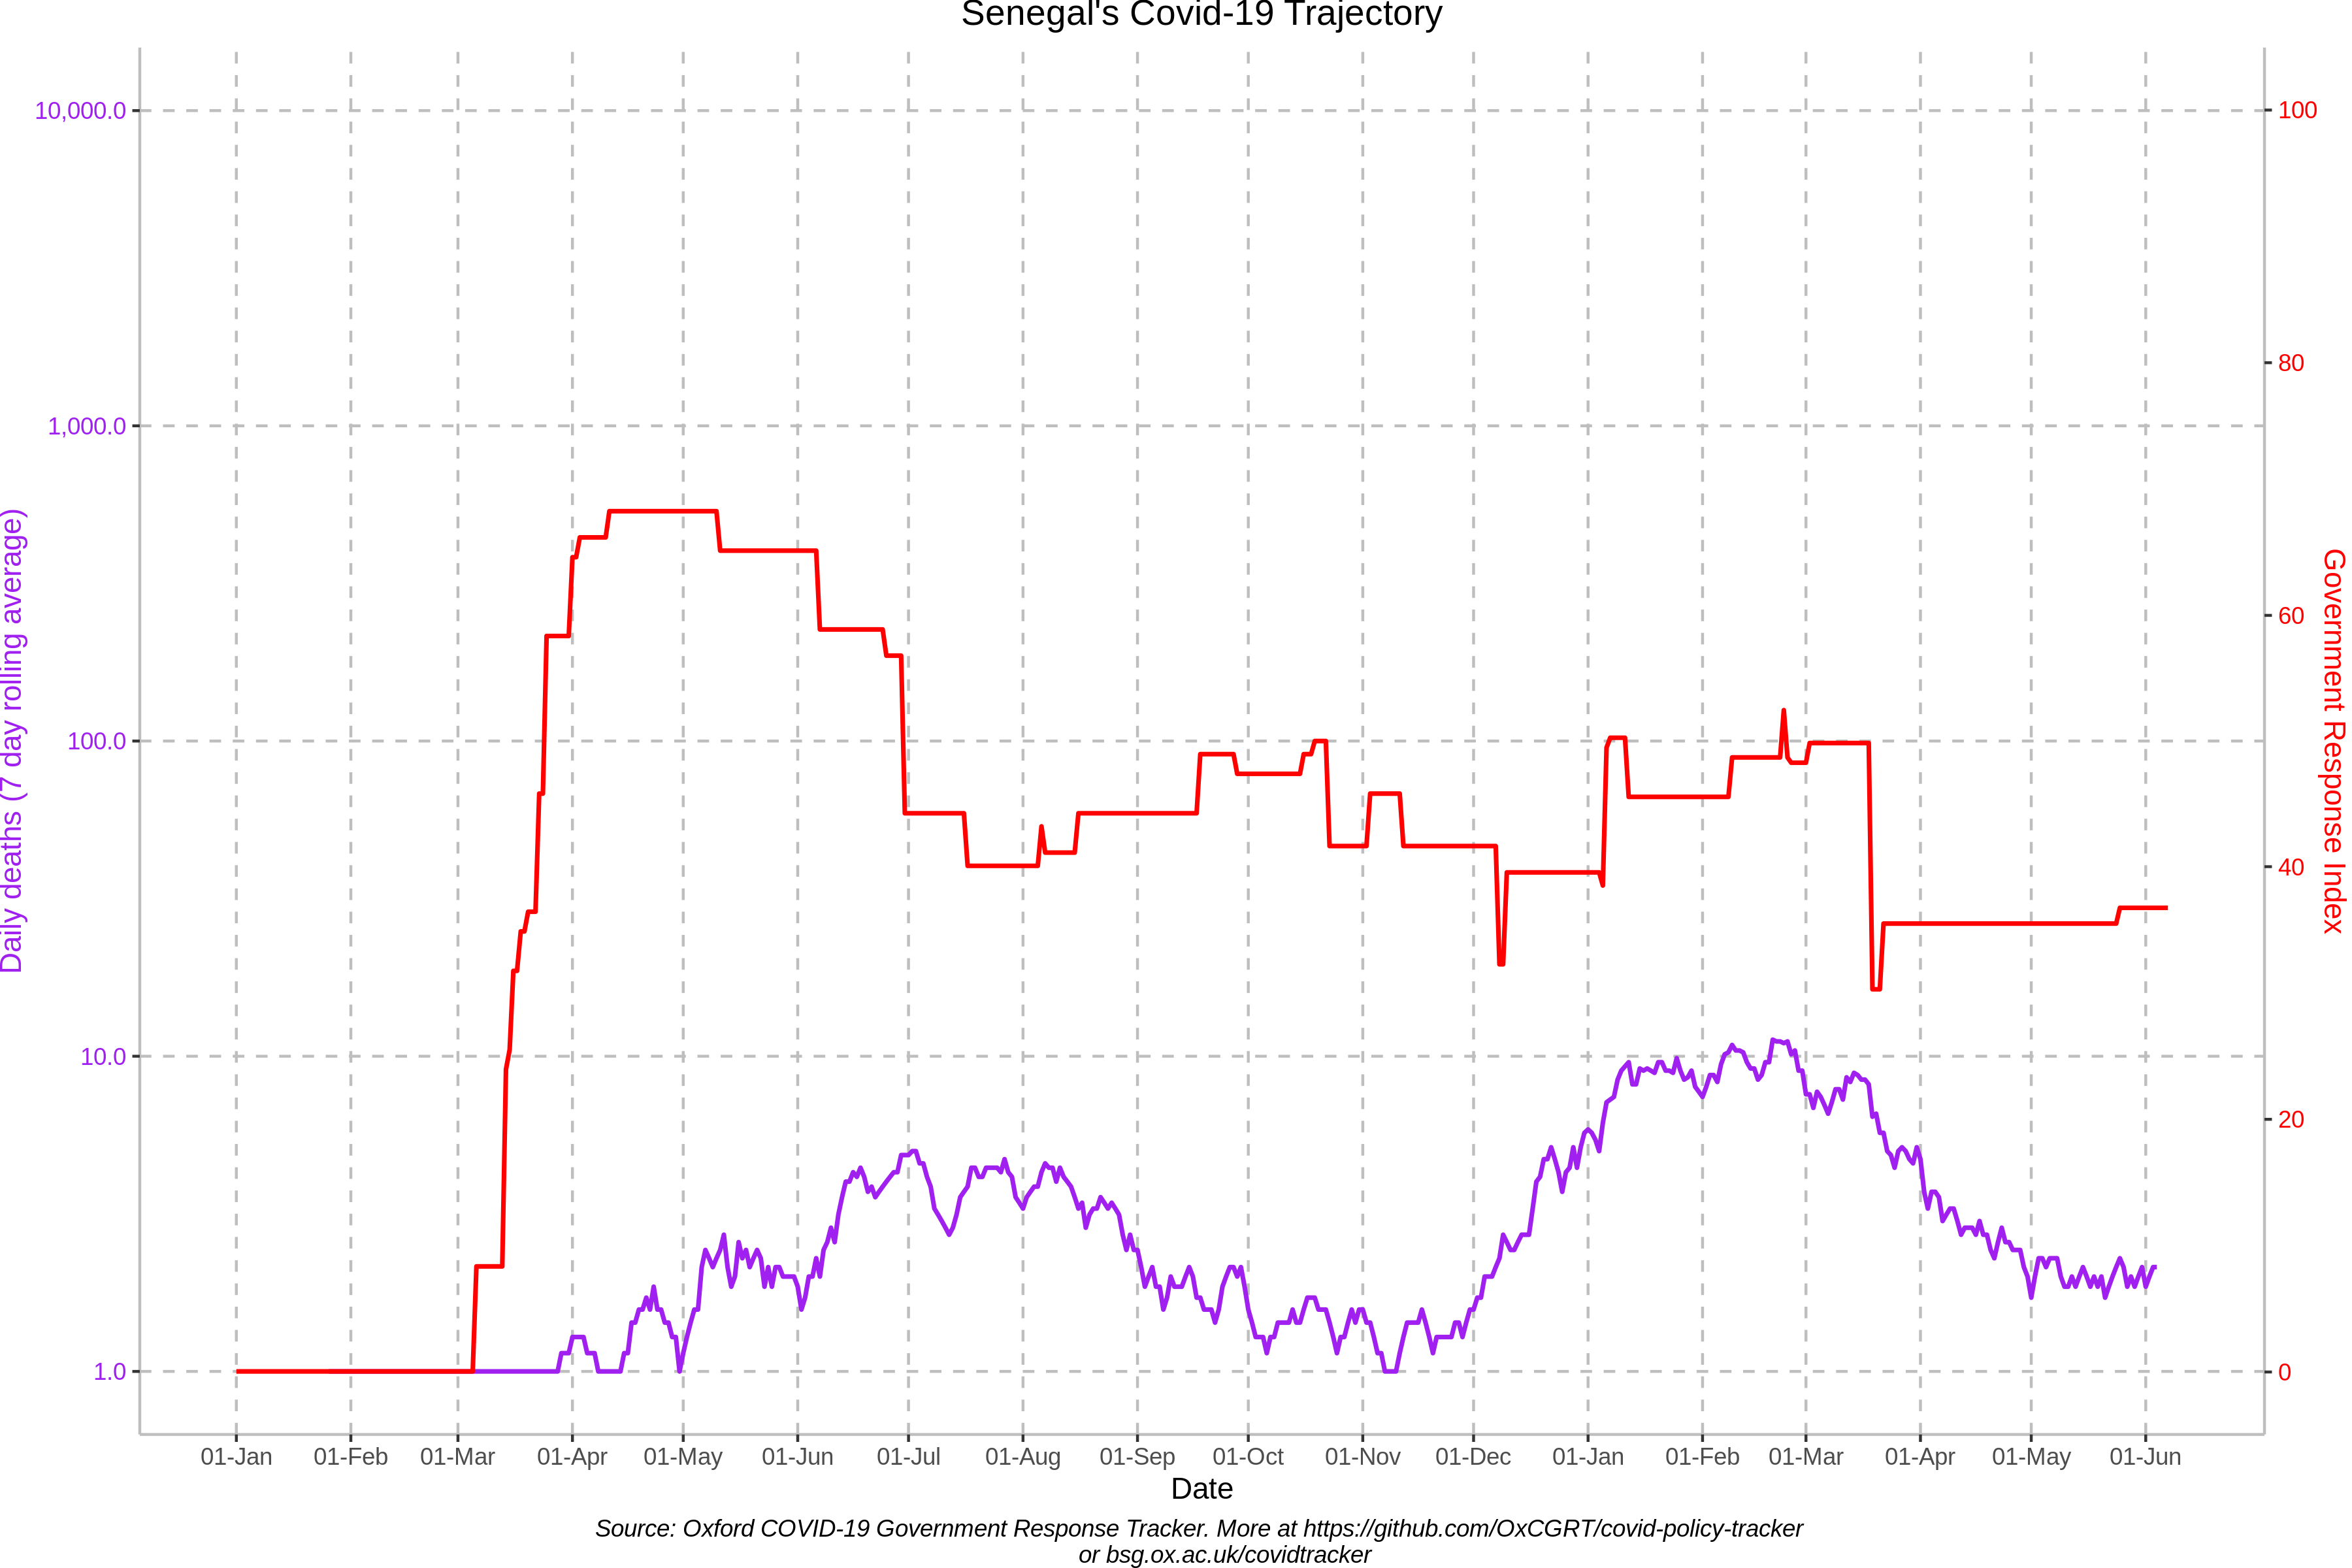 Senegal's Covid-19 Trajectory
10,000.0
1,000.0
100.0
10.0
1.0
Daily deaths (7 day rolling average)
100
80
60
40
20
0
Government Response Index
01-Jan 01-Feb 01-Mar 01-Apr 01-May 01-Jun 01-Jul 01-Aug 01-Sep 01-Oct 01-Nov 01-Dec 01-Jan 01-Feb 01-Mar 01-Apr 01-May 01-Jun
Date
Source: Oxford COVID-19 Government Response Tracker. More at https://github.com/OxCGRT/covid-policy-tracker
or bsg.ox.ac.uk/covidtracker